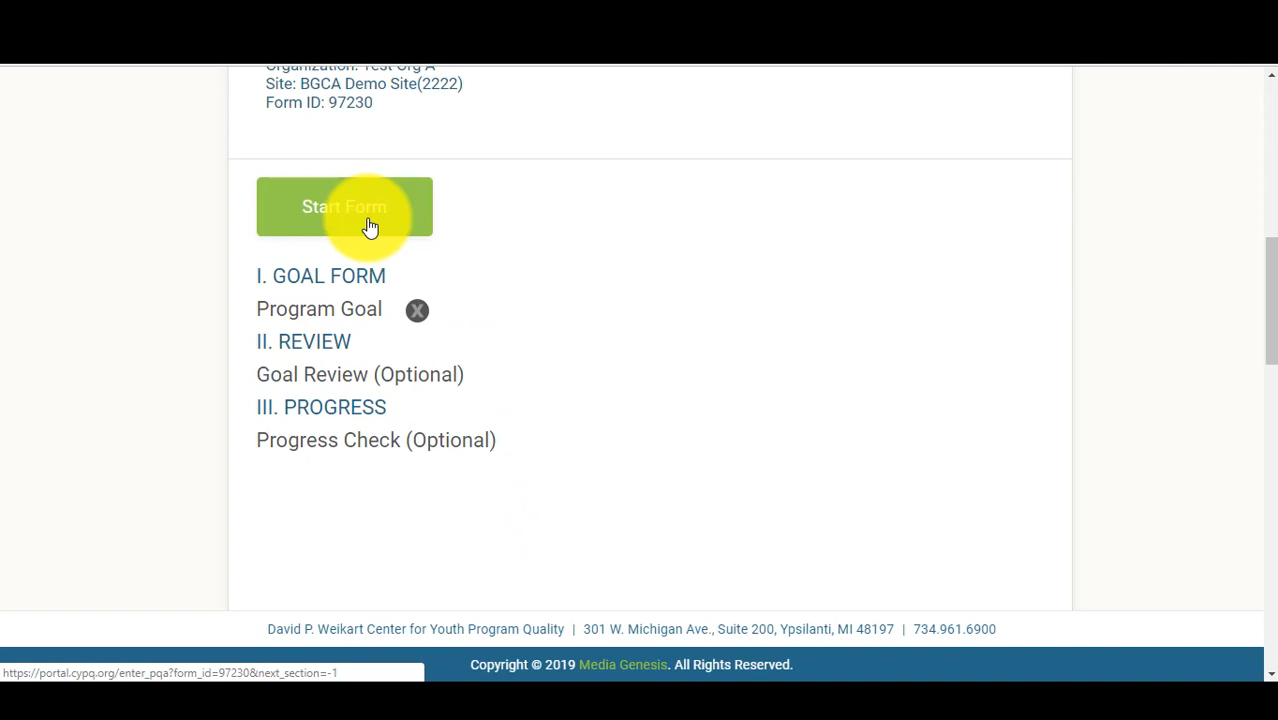 Organization: Test Org A
Site: BGCA Demo Site(2222)
Form ID: 97230
Start Form
I. GOAL FORM
Program Goal X
II. REVIEW
Goal Review (Optional)
III. PROGRESS
Progress Check (Optional)
David P. Weikart Center for Youth Program Quality | 301 W. Michigan Ave., Suite 200, Ypsilanti, MI 48197 | 734.961.6900
Copyright © 2019 Media Genesis. All Rights Reserved.
https://portal.cypq.org/enter_pqa?form_id=97230&next_section=-1